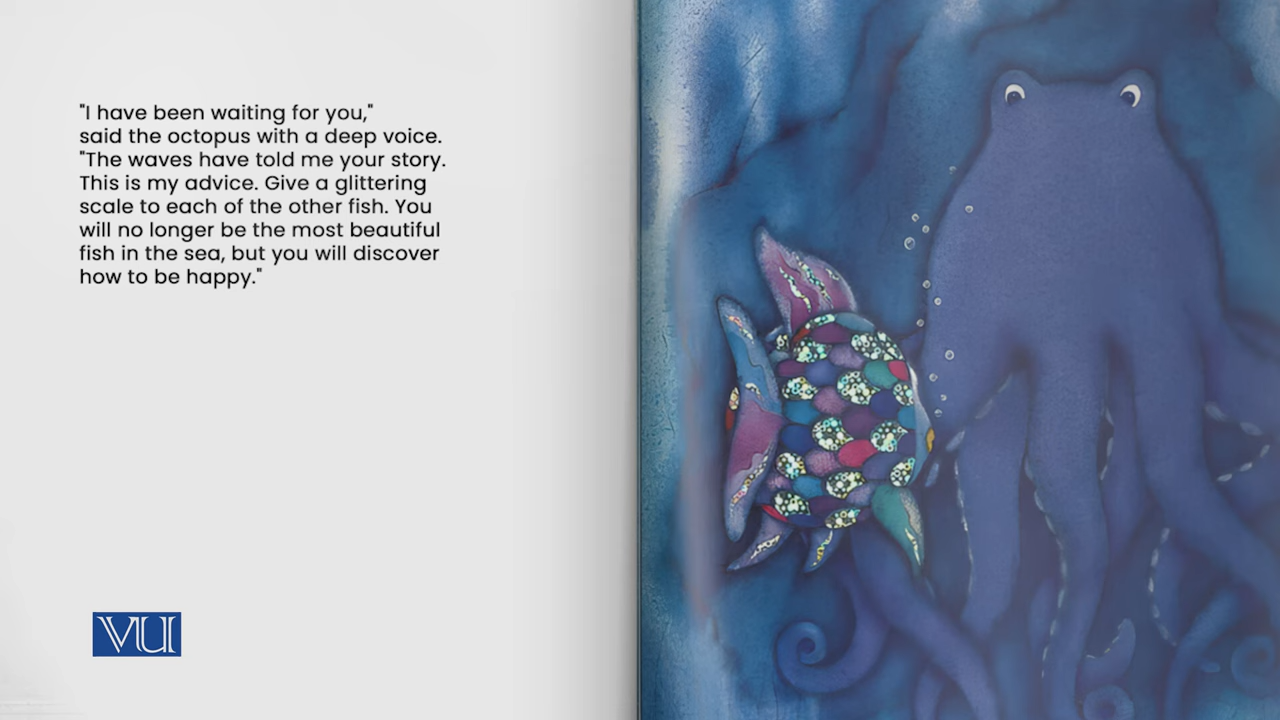 "I have been waiting for you,"
said the octopus with a deep voice.
"The waves have told me your story.
This is my advice. Give a glittering
scale to each of the other fish. You
will no longer be the most beautiful
fish in the sea, but you will discover
how to be happy."
VU